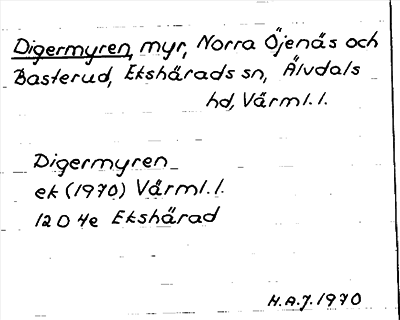 Digermyren, myr, Norra Öjenäs och
Basterud, Ekshärads sn, Älvdals
hd, Värml. l.
Digermyren
ek (1970) Värml. l.
12 D 4e Ekshärad
H.A.J. 1970